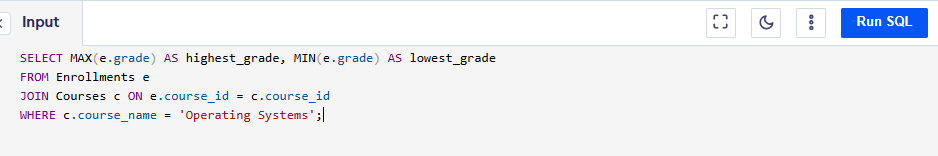 Input
Run SQL
SELECT MAX(e.grade) AS highest_grade, MIN(e.grade) AS lowest_grade
FROM Enrollments e
JOIN Courses c ON e.course_id = c.course_id
WHERE c.course_name = 'Operating Systems';